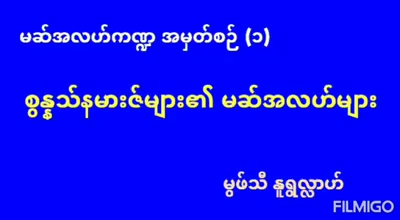 မဆ်အလဟ်ကဏ္ဍ အမှတ်စဉ် (၁)
စွန္နသ်နမားဇ်များ၏ မဆ်အလဟ်များ
မွဖ်သီ နူရွလ္လာဟ်
FILMIGO